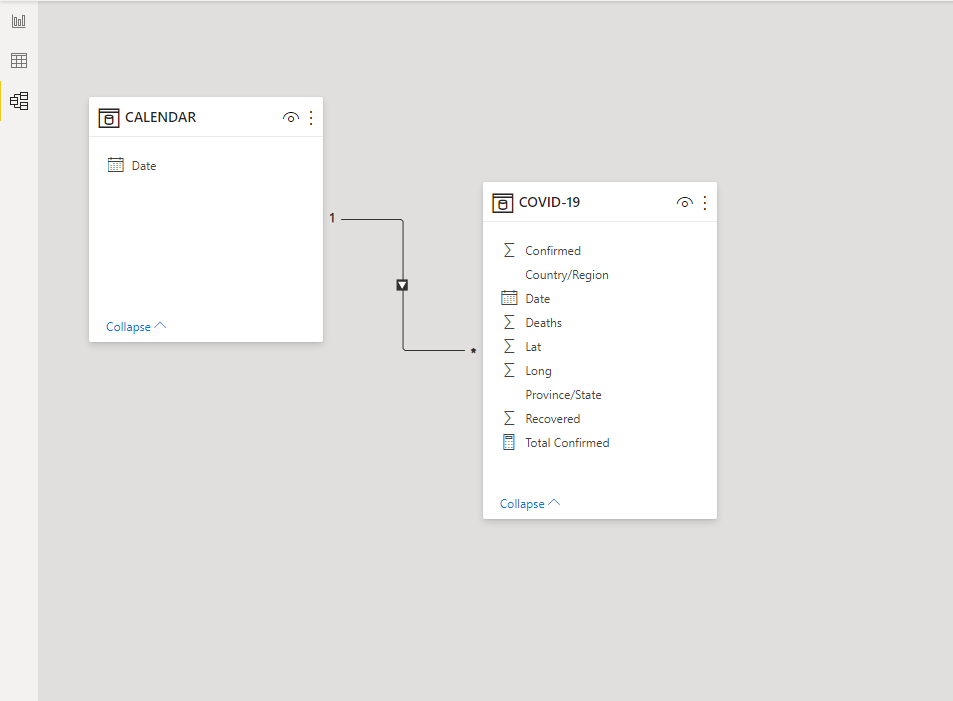 CALENDAR
Date
Collapse
1
*
COVID-19
Confirmed
Country/Region
Date
Deaths
Lat
Long
Province/State
Recovered
Total Confirmed
Collapse